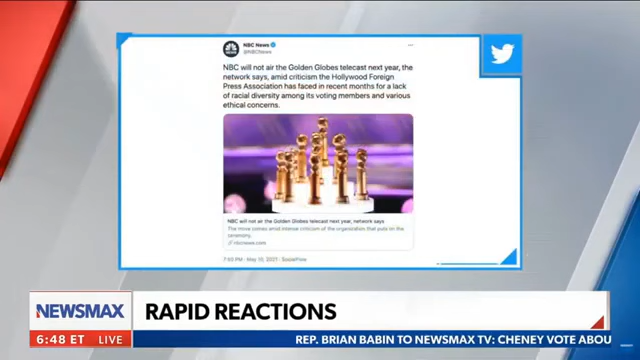 NBC News
@NBCNews
NBC will not air the Golden Globes telecast next year, the
network says, amid criticism the Hollywood Foreign
Press Association has faced in recent months for a lack
of racial diversity among its voting members and various
ethical concerns.
NBC will not air the Golden Globes telecast next year, network says
The move comes amid intense criticism of the organization that puts on the
ceremony.
nbcnews.com
May 10, 2021 · SocialFlow
NEWSMAX
RAPID REACTIONS
6:48 ET LIVE
REP. BRIAN BABIN TO NEWSMAX TV: CHENEY VOTE ABOU